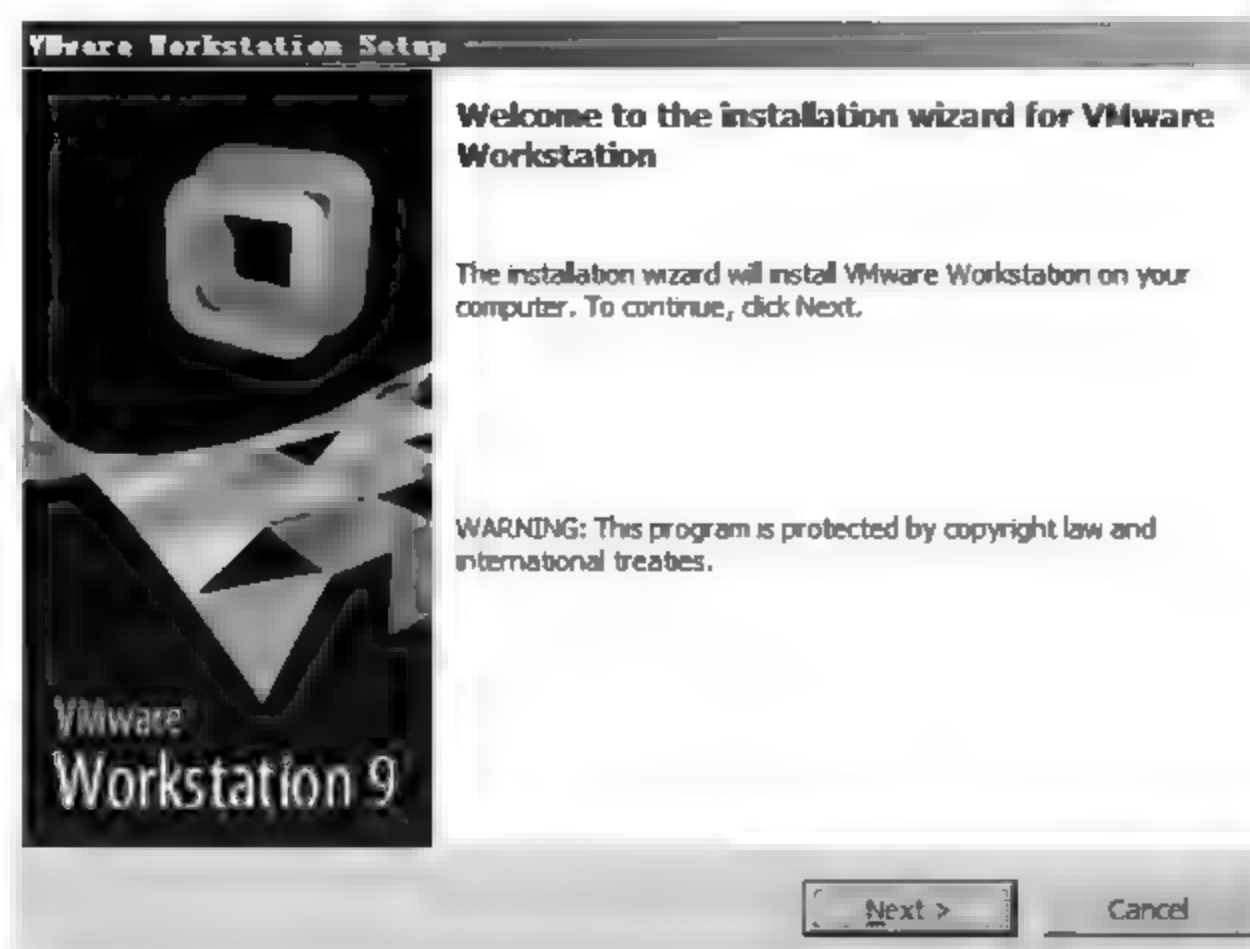 VMware Workstation Setup
Welcome to the installation wizard for VMware
Workstation
The installation wizard will install VMware Workstation on your
computer. To continue, click Next.
WARNING: This program is protected by copyright law and
international treaties.
VMware
Workstation 9
Next >
Cancel